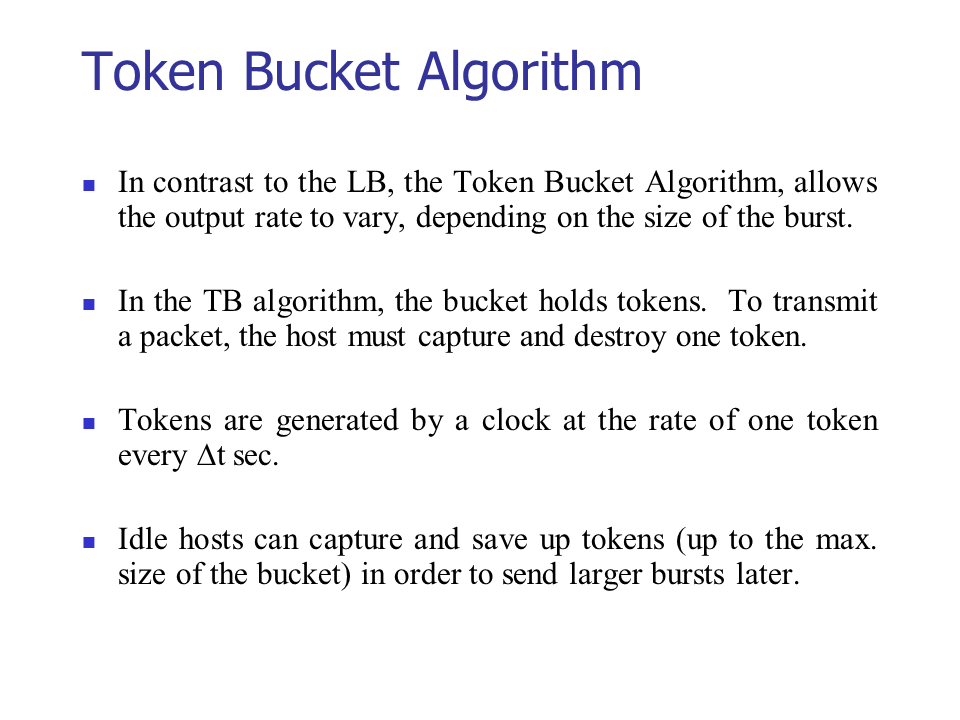 Token Bucket Algorithm
In contrast to the LB, the Token Bucket Algorithm, allows
the output rate to vary, depending on the size of the burst.
In the TB algorithm, the bucket holds tokens.  To transmit
a packet, the host must capture and destroy one token.
Tokens are generated by a clock at the rate of one token
every Δt sec.
Idle hosts can capture and save up tokens (up to the max.
size of the bucket) in order to send larger bursts later.